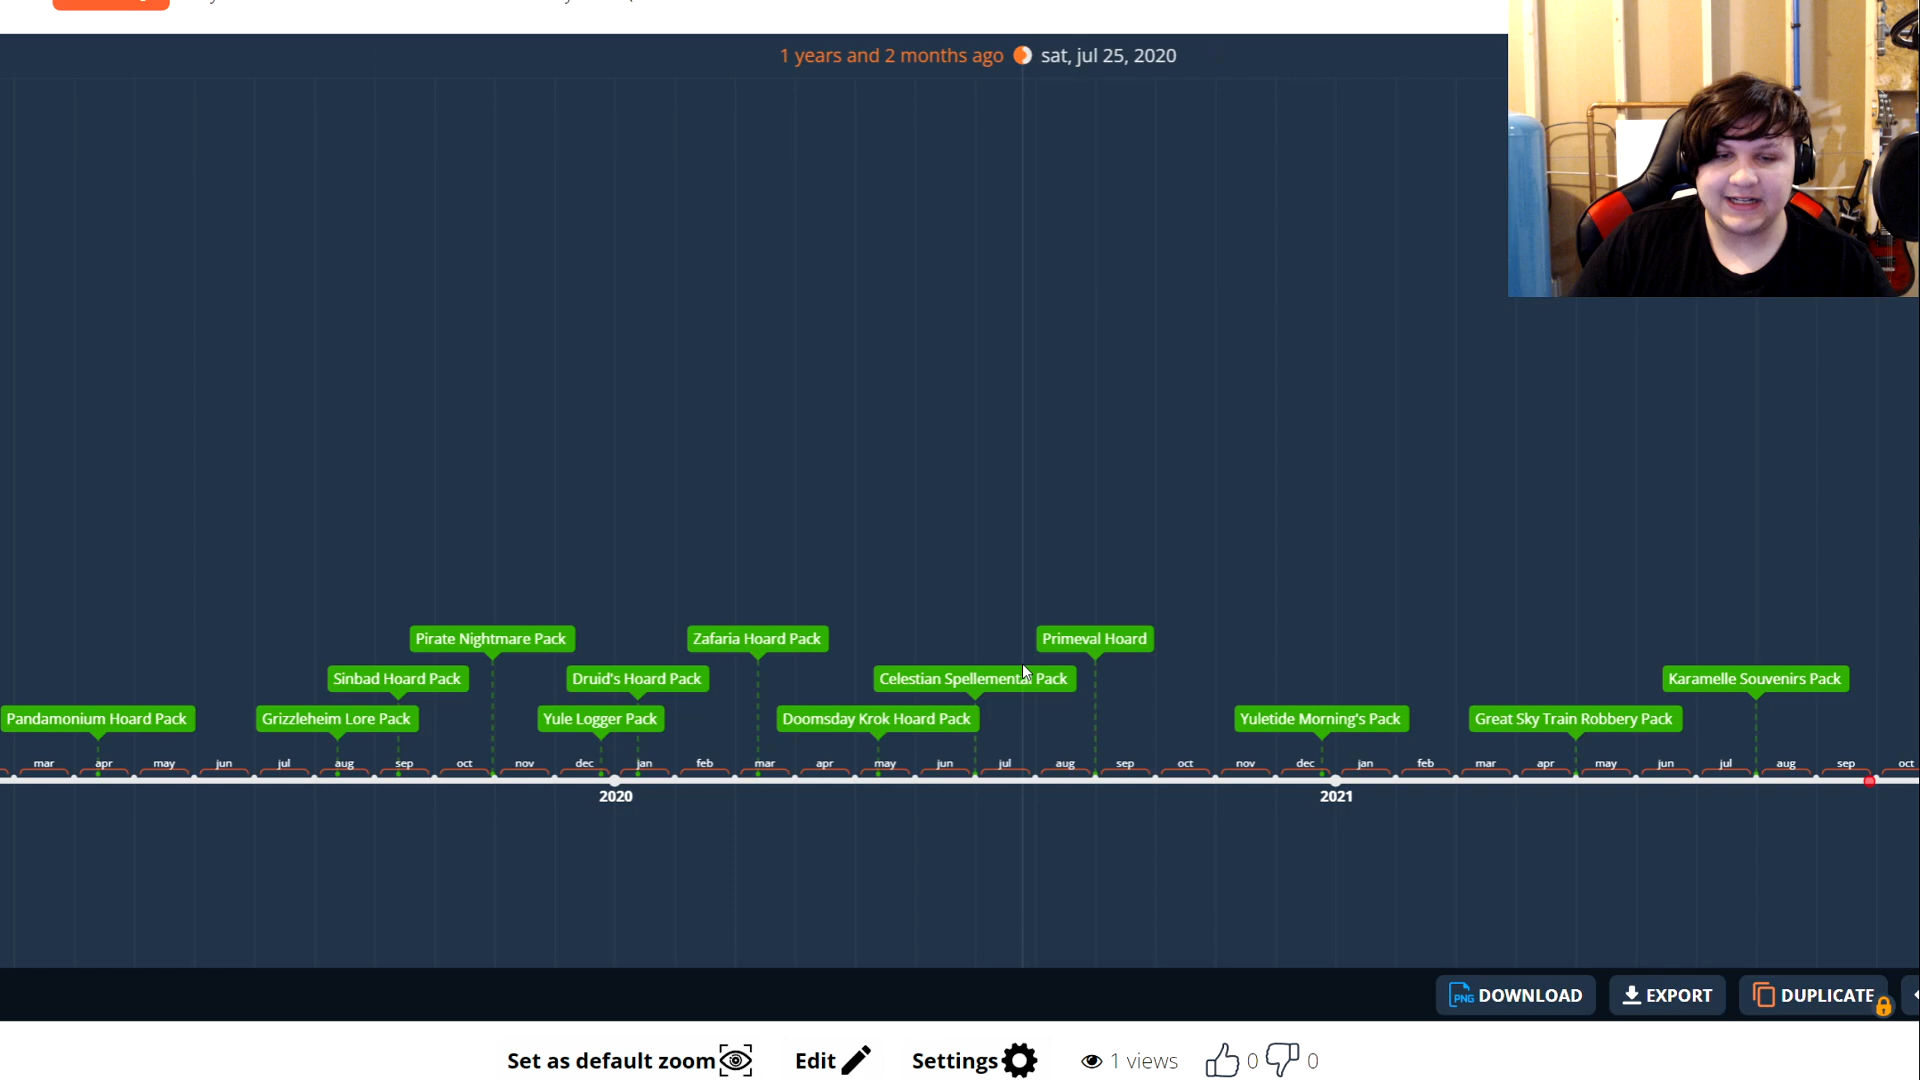 1 years and 2 months ago sat, jul 25, 2020
Pirate Nightmare Pack
Zafaria Hoard Pack
Primeval Hoard
Sinbad Hoard Pack
Druid's Hoard Pack
Celestian Spellemental Pack
Karamelle Souvenirs Pack
Pandamonium Hoard Pack
Grizzleheim Lore Pack
Yule Logger Pack
Doomsday Krok Hoard Pack
Yuletide Morning's Pack
Great Sky Train Robbery Pack
mar apr may jun jul aug sep oct nov dec jan feb mar apr may jun jul aug sep oct nov dec jan feb mar apr may jun jul aug sep oct
2020 2021
PNG DOWNLOAD EXPORT DUPLICATE
Set as default zoom Edit Settings 1 views 0 0